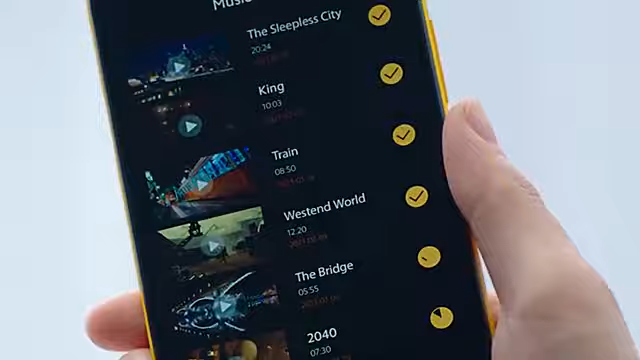 Music
The Sleepless City
20:24
King
10:03
Train
08:50
Westend World
12:20
The Bridge
05:55
2040
07:30